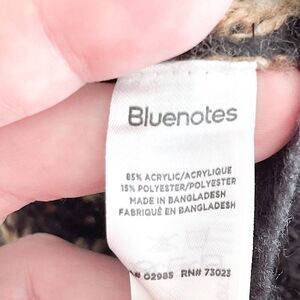 Bluenotes
85% ACRYLIC/ACRYLIQUE
15% POLYESTER/POLYESTER
MADE IN BANGLADESH
FABRIQUÉ EN BANGLADESH
# 02985 RN# 73023